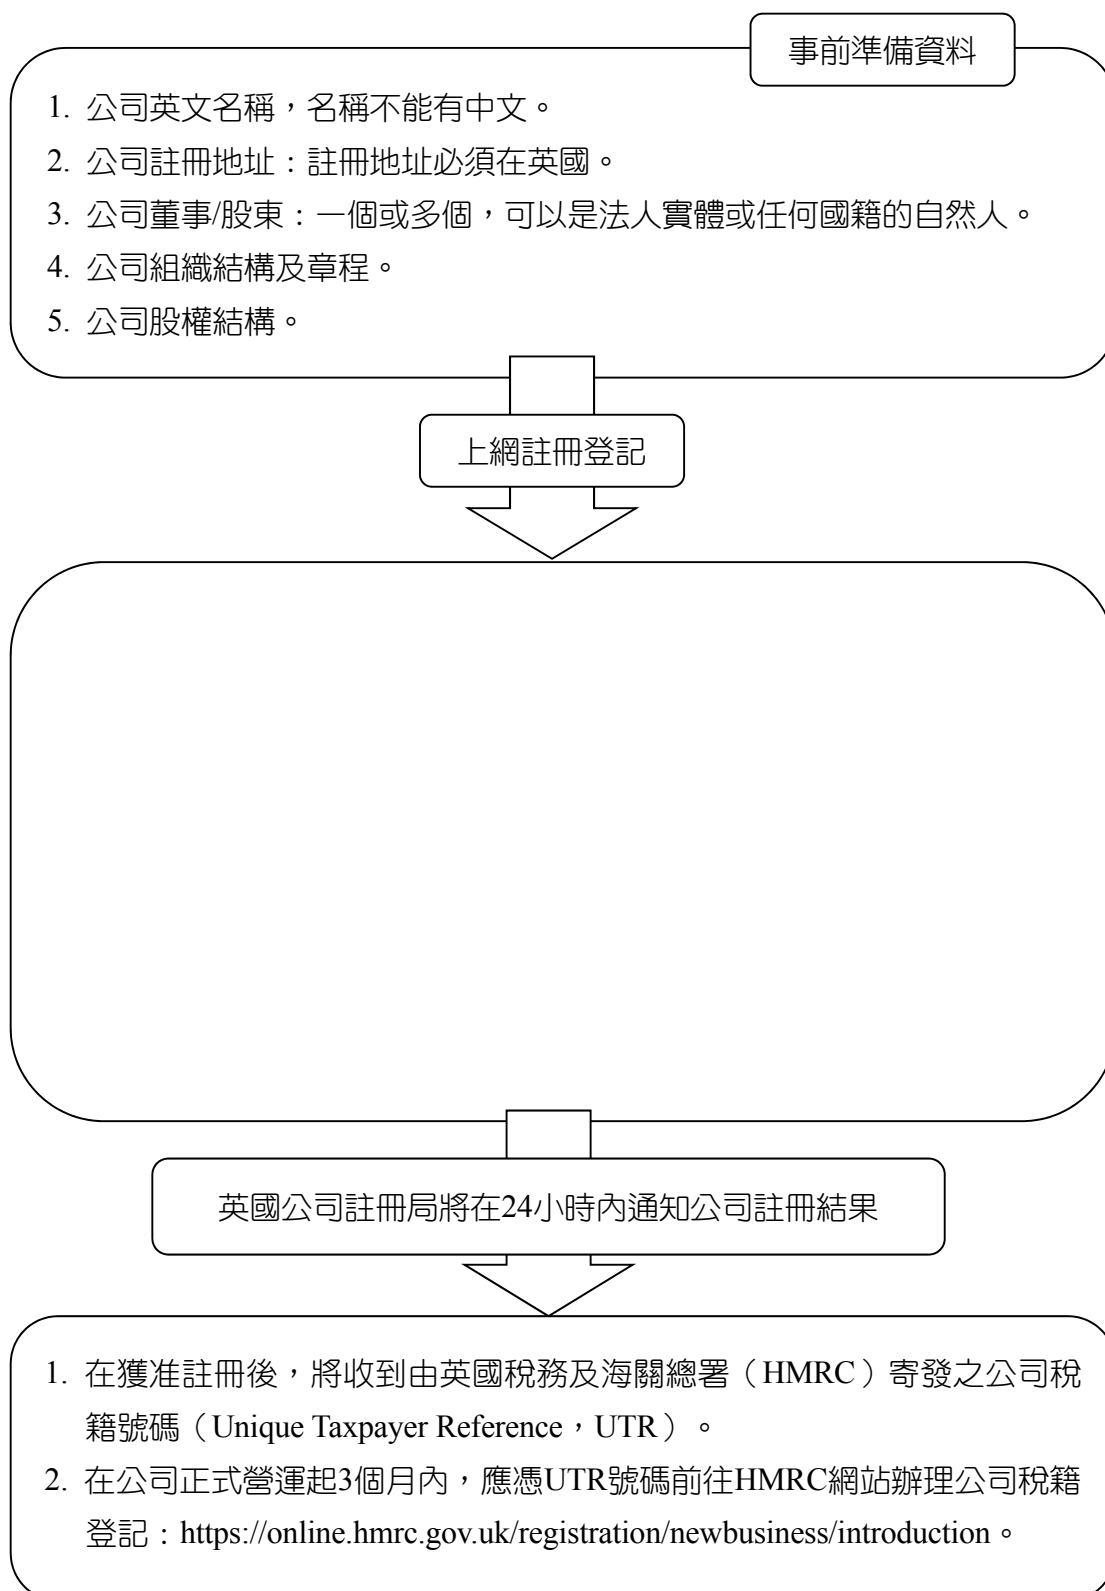 事前準備資料
1. 公司英文名稱，名稱不能有中文。
2. 公司註冊地址：註冊地址必須在英國。
3. 公司董事/股東：一個或多個，可以是法人實體或任何國籍的自然人。
4. 公司組織結構及章程。
5. 公司股權結構。
上網註冊登記
英國公司註冊局將在24小時內通知公司註冊結果
1. 在獲准註冊後，將收到由英國稅務及海關總署（HMRC）寄發之公司稅
籍號碼（Unique Taxpayer Reference，UTR）。
2. 在公司正式營運起3個月內，應憑UTR號碼前往HMRC網站辦理公司稅籍
登記：https://online.hmrc.gov.uk/registration/newbusiness/introduction。